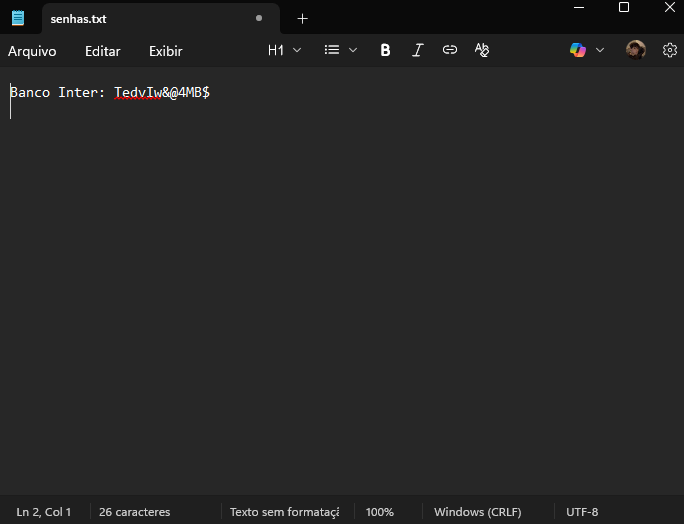 senhas.txt
Arquivo Editar Exibir H1 B I
Banco Inter: TedvIw&@4MB$
Ln 2, Col 1 26 caracteres Texto sem formataçã 100% Windows (CRLF) UTF-8